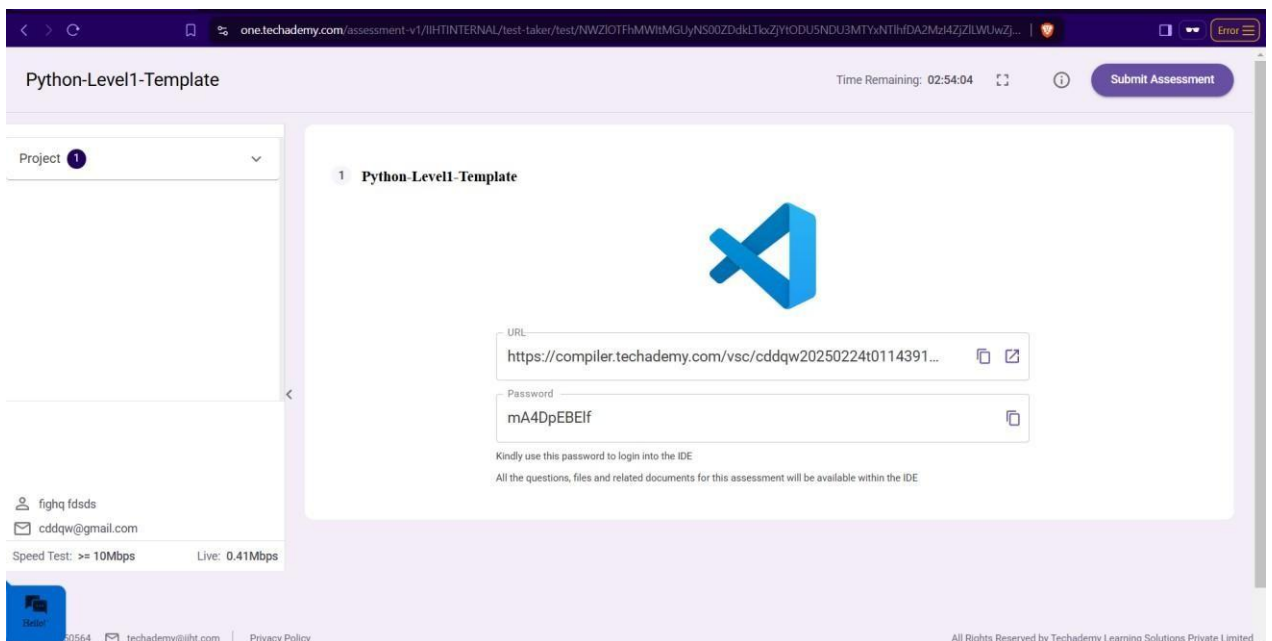 one.techademy.com/assessment-v1/IIHTINTERNAL/test-taker/test/
Error
Python-Level1-Template
Time Remaining: 02:54:04
Submit Assessment
Project 1
1 Python-Level1-Template
URL
https://compiler.techademy.com/vsc/cddqw20250224t0114391...
Password
mA4DpEBElf
Kindly use this password to login into the IDE
All the questions, files and related documents for this assessment will be available within the IDE
fighq fdsds
cddqw@gmail.com
Speed Test: >= 10Mbps Live: 0.41Mbps
50564 techademy@iiht.com | Privacy Policy
All Rights Reserved by Techademy Learning Solutions Private Limited